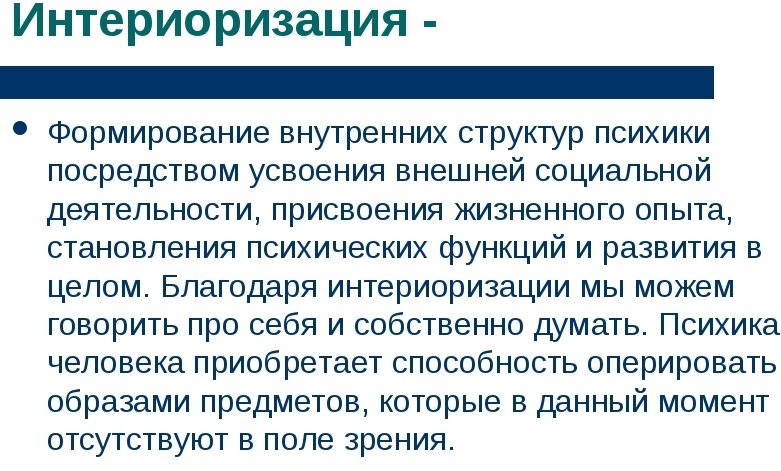 Интериоризация -
• Формирование внутренних структур психики
посредством усвоения внешней социальной
деятельности, присвоения жизненного опыта,
становления психических функций и развития в
целом. Благодаря интериоризации мы можем
говорить про себя и собственно думать. Психика
человека приобретает способность оперировать
образами предметов, которые в данный момент
отсутствуют в поле зрения.